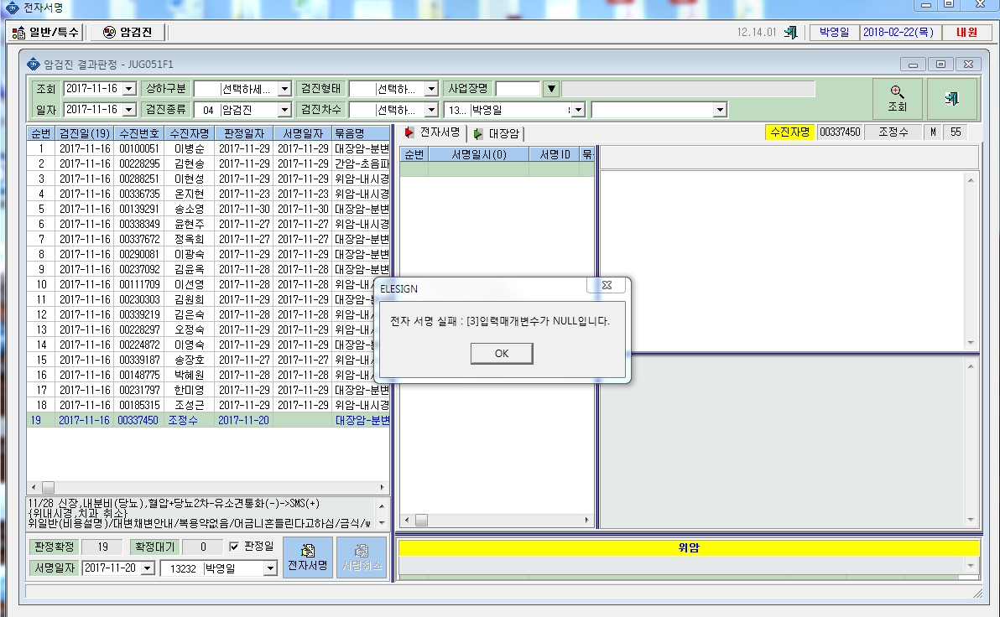 전자서명
일반/특수 암검진 12.14.01 박영일 2018-02-22(목) 내원
암검진 결과판정 - JUG051F1
조회 2017-11-16 상하구분 선택하세... 검진형태 선택하... 사업장명
일자 2017-11-16 검진종류 04 암검진 검진차수 선택하... 13... 박영일
조회
순번 검진일(19) 수진번호 수진자명 판정일자 서명일자 묶음명
1 2017-11-16 00100051 이병순 2017-11-29 2017-11-29 대장암-분변
2 2017-11-16 00228295 김현송 2017-11-29 2017-11-29 간암-초음파
3 2017-11-16 00288251 이현성 2017-11-29 2017-11-29 위암-내시경
4 2017-11-16 00336735 온지현 2017-11-23 2017-11-23 위암-내시경
5 2017-11-16 00139291 송소영 2017-11-30 2017-11-30 대장암-분변
6 2017-11-16 00338349 윤현주 2017-11-27 2017-11-27 위암-내시경
7 2017-11-16 00337672 정옥희 2017-11-27 2017-11-27 대장암-분변
8 2017-11-16 00290081 이광숙 2017-11-29 2017-11-29 대장암-분변
9 2017-11-16 00237092 김윤옥 2017-11-28 2017-11-28 대장암-분변
10 2017-11-16 00111709 이선영 2017-11-28 2017-11-28 위암-내
11 2017-11-16 00230303 김원희 2017-11-29 2017-11-29 대장암-
12 2017-11-16 00339219 김은숙 2017-11-28 2017-11-28 위암-내
13 2017-11-16 00228297 오정숙 2017-11-28 2017-11-28 위암-내
14 2017-11-16 00224872 이영숙 2017-11-29 2017-11-29 대장암-
15 2017-11-16 00339187 송장호 2017-11-27 2017-11-27 위암-내
16 2017-11-16 00148775 박혜원 2017-11-28 2017-11-28 위암-내시경
17 2017-11-16 00231797 한미영 2017-11-29 2017-11-29 대장암-분변
18 2017-11-16 00185315 조성근 2017-11-29 2017-11-29 위암-내시경
19 2017-11-16 00337450 조정수 2017-11-20 대장암-분변
전자서명 대장암 수진자명 00337450 조정수 M 55
순번 서명일시(0) 서명ID 묶
ELESIGN
전자 서명 실패 : [3]입력매개변수가 NULL입니다.
OK
11/28 신장,내분비(당뇨),혈압+당뇨2차-유소견통화(-)->SMS(+)
{위내시경,치과 취소}
위일반(비용설명)/대변채변안내/복용약없음/어금니흔들린다고하심/금식/w
판정확정 19 확정대기 0 판정일
서명일자 2017-11-20 13232 박영일 전자서명 서명취소
위암